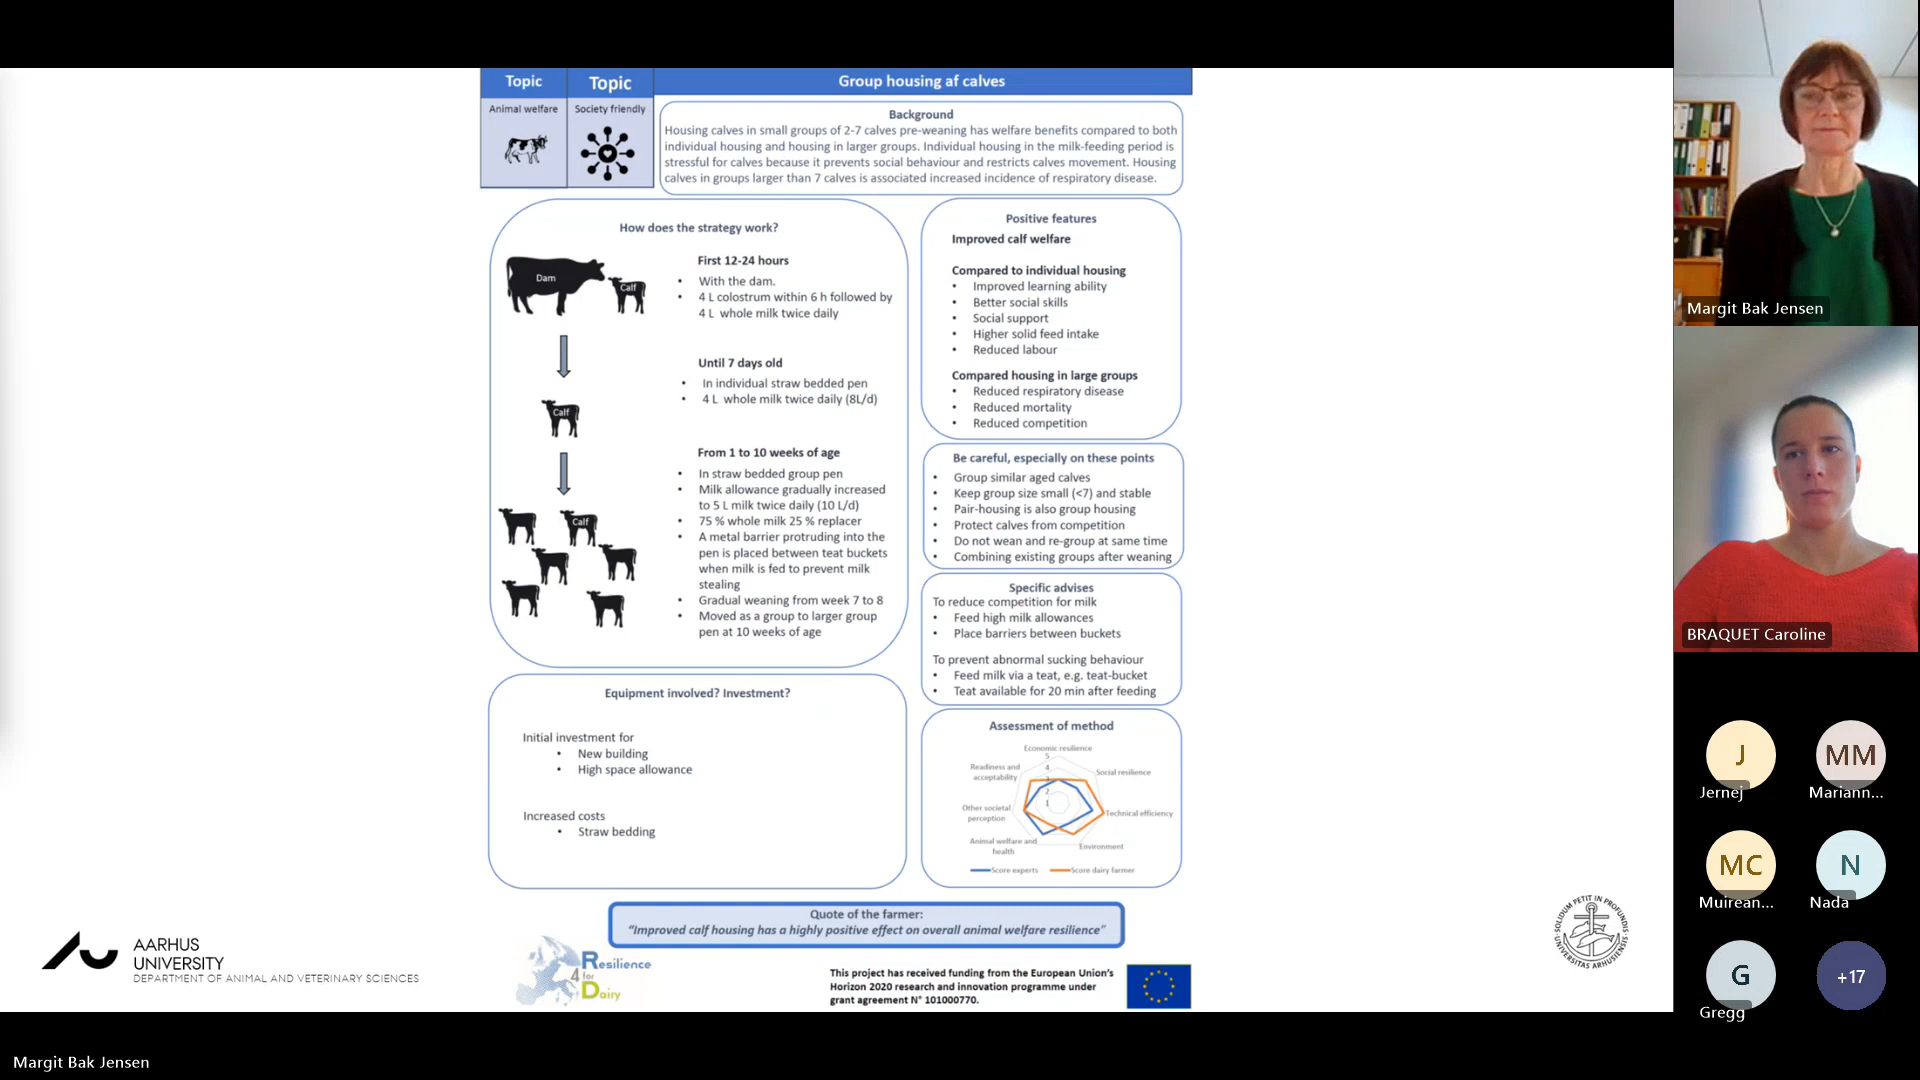 Topic
Topic
Group housing af calves
Animal welfare
Society friendly
Background
Housing calves in small groups of 2-7 calves pre-weaning has welfare benefits compared to both
individual housing and housing in larger groups. Individual housing in the milk-feeding period is
stressful for calves because it prevents social behaviour and restricts calves movement. Housing
calves in groups larger than 7 calves is associated increased incidence of respiratory disease.
How does the strategy work?
Dam
Calf
First 12-24 hours
• With the dam.
• 4 L colostrum within 6 h followed by
4 L whole milk twice daily
Until 7 days old
• In individual straw bedded pen
• 4 L whole milk twice daily (8L/d)
Calf
From 1 to 10 weeks of age
• In straw bedded group pen
• Milk allowance gradually increased
to 5 L milk twice daily (10 L/d)
• 75 % whole milk 25 % replacer
• A metal barrier protruding into the
pen is placed between teat buckets
when milk is fed to prevent milk
stealing
• Gradual weaning from week 7 to 8
• Moved as a group to larger group
pen at 10 weeks of age
Calf
Equipment involved? Investment?
Initial investment for
• New building
• High space allowance
Increased costs
• Straw bedding
Positive features
Improved calf welfare
Compared to individual housing
• Improved learning ability
• Better social skills
• Social support
• Higher solid feed intake
• Reduced labour
Compared housing in large groups
• Reduced respiratory disease
• Reduced mortality
• Reduced competition
Be careful, especially on these points
• Group similar aged calves
• Keep group size small (<7) and stable
• Pair-housing is also group housing
• Protect calves from competition
• Do not wean and re-group at same time
• Combining existing groups after weaning
Specific advises
To reduce competition for milk
• Feed high milk allowances
• Place barriers between buckets
To prevent abnormal sucking behaviour
• Feed milk via a teat, e.g. teat-bucket
• Teat available for 20 min after feeding
Assessment of method
Economic resilience
Social resilience
Technical efficiency
Environment
Animal welfare and
health
Other societal
perception
Readiness and
acceptability
5
4
3
2
1
Score experts
Score dairy farmer
Quote of the farmer:
"Improved calf housing has a highly positive effect on overall animal welfare resilience"
Resilience
4 for
Dairy
This project has received funding from the European Union's
Horizon 2020 research and innovation programme under
grant agreement N° 101000770.
AARHUS
UNIVERSITY
DEPARTMENT OF ANIMAL AND VETERINARY SCIENCES
SOLIDUM PETIT IN PROFUNDIS
UNIVERSITAS ARHUSIENSIS
Margit Bak Jensen
BRAQUET Caroline
J
Jernej
MM
Mariann...
MC
Muirean...
N
Nada
G
Gregg
+17
Margit Bak Jensen